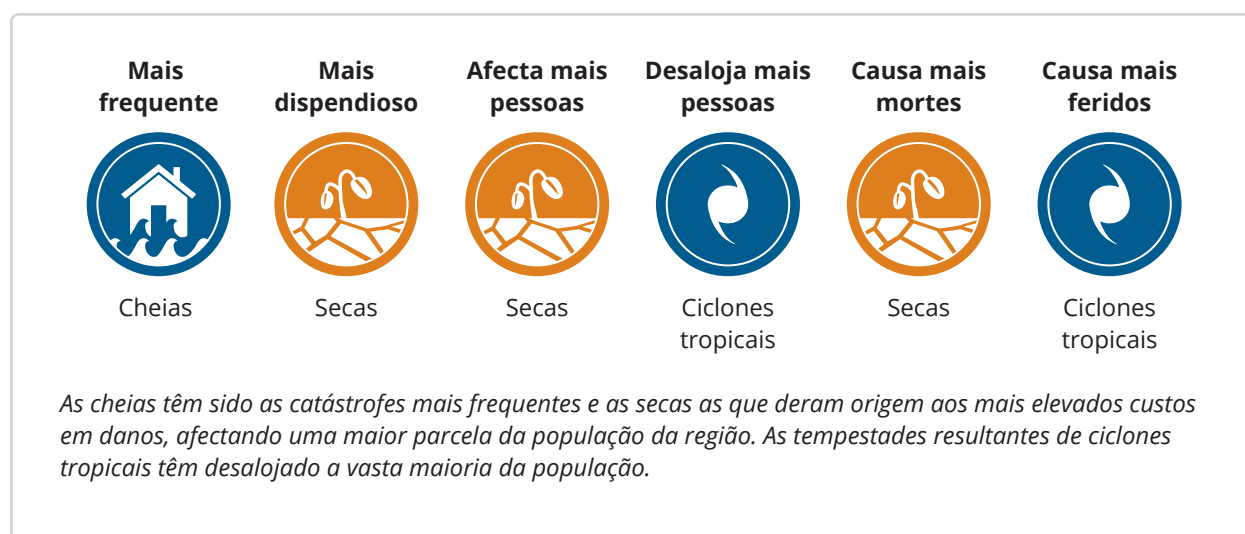 Mais frequente
Mais dispendioso
Afecta mais pessoas
Desaloja mais pessoas
Causa mais mortes
Causa mais feridos
Cheias
Secas
Secas
Ciclones tropicais
Secas
Ciclones tropicais
As cheias têm sido as catástrofes mais frequentes e as secas as que deram origem aos mais elevados custos
em danos, afectando uma maior parcela da população da região. As tempestades resultantes de ciclones
tropicais têm desalojado a vasta maioria da população.